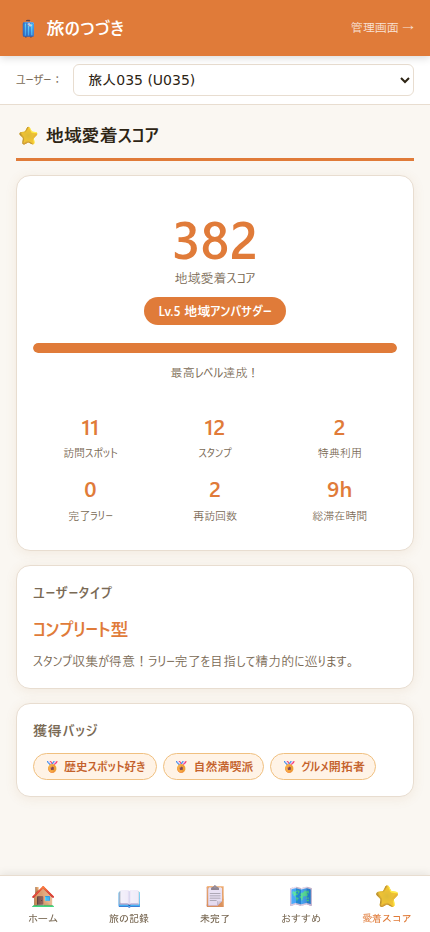 旅のつづき
管理画面 →
ユーザー：
旅人035 (U035)
地域愛着スコア
382
地域愛着スコア
Lv.5 地域アンバサダー
最高レベル達成！
11
12
2
訪問スポット
スタンプ
特典利用
0
2
9h
完了ラリー
再訪回数
総滞在時間
ユーザータイプ
コンプリート型
スタンプ収集が得意！ラリー完了を目指して精力的に巡ります。
獲得バッジ
歴史スポット好き
自然満喫派
グルメ開拓者
ホーム
旅の記録
未完了
おすすめ
愛着スコア